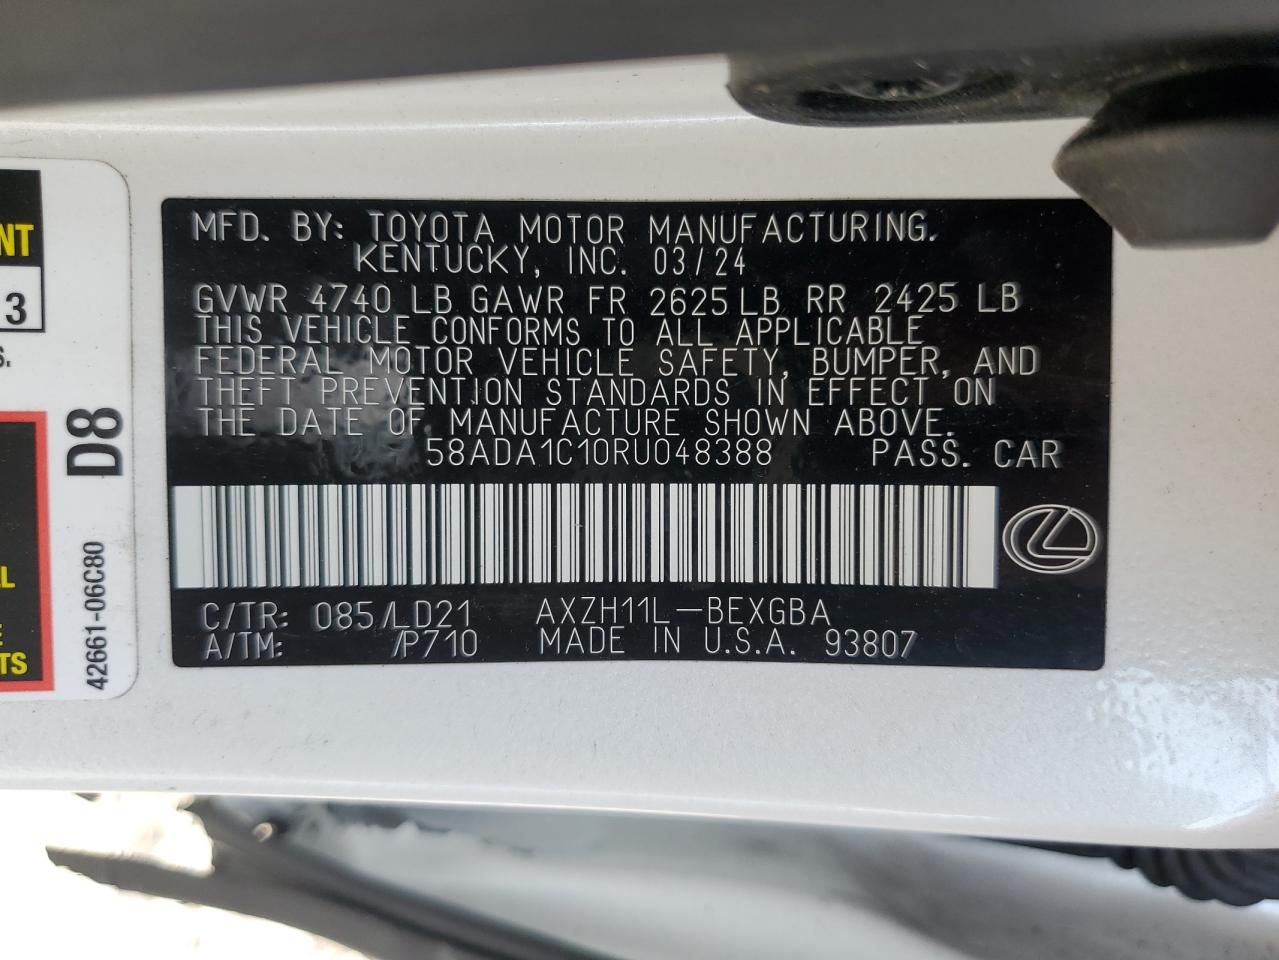 NT
3
S.
D8
42661-06C80
L
E
TS
MFD. BY: TOYOTA MOTOR MANUFACTURING.
KENTUCKY, INC. 03/24
GVWR 4740 LB GAWR FR 2625 LB RR 2425 LB
THIS VEHICLE CONFORMS TO ALL APPLICABLE
FEDERAL MOTOR VEHICLE SAFETY, BUMPER, AND
THEFT PREVENTION STANDARDS IN EFFECT ON
THE DATE OF MANUFACTURE SHOWN ABOVE.
58ADA1C10RU048388 PASS. CAR
C/TR: 085/LD21 AXZH11L-BEXGBA
A/TM: /P710 MADE IN U.S.A. 93807